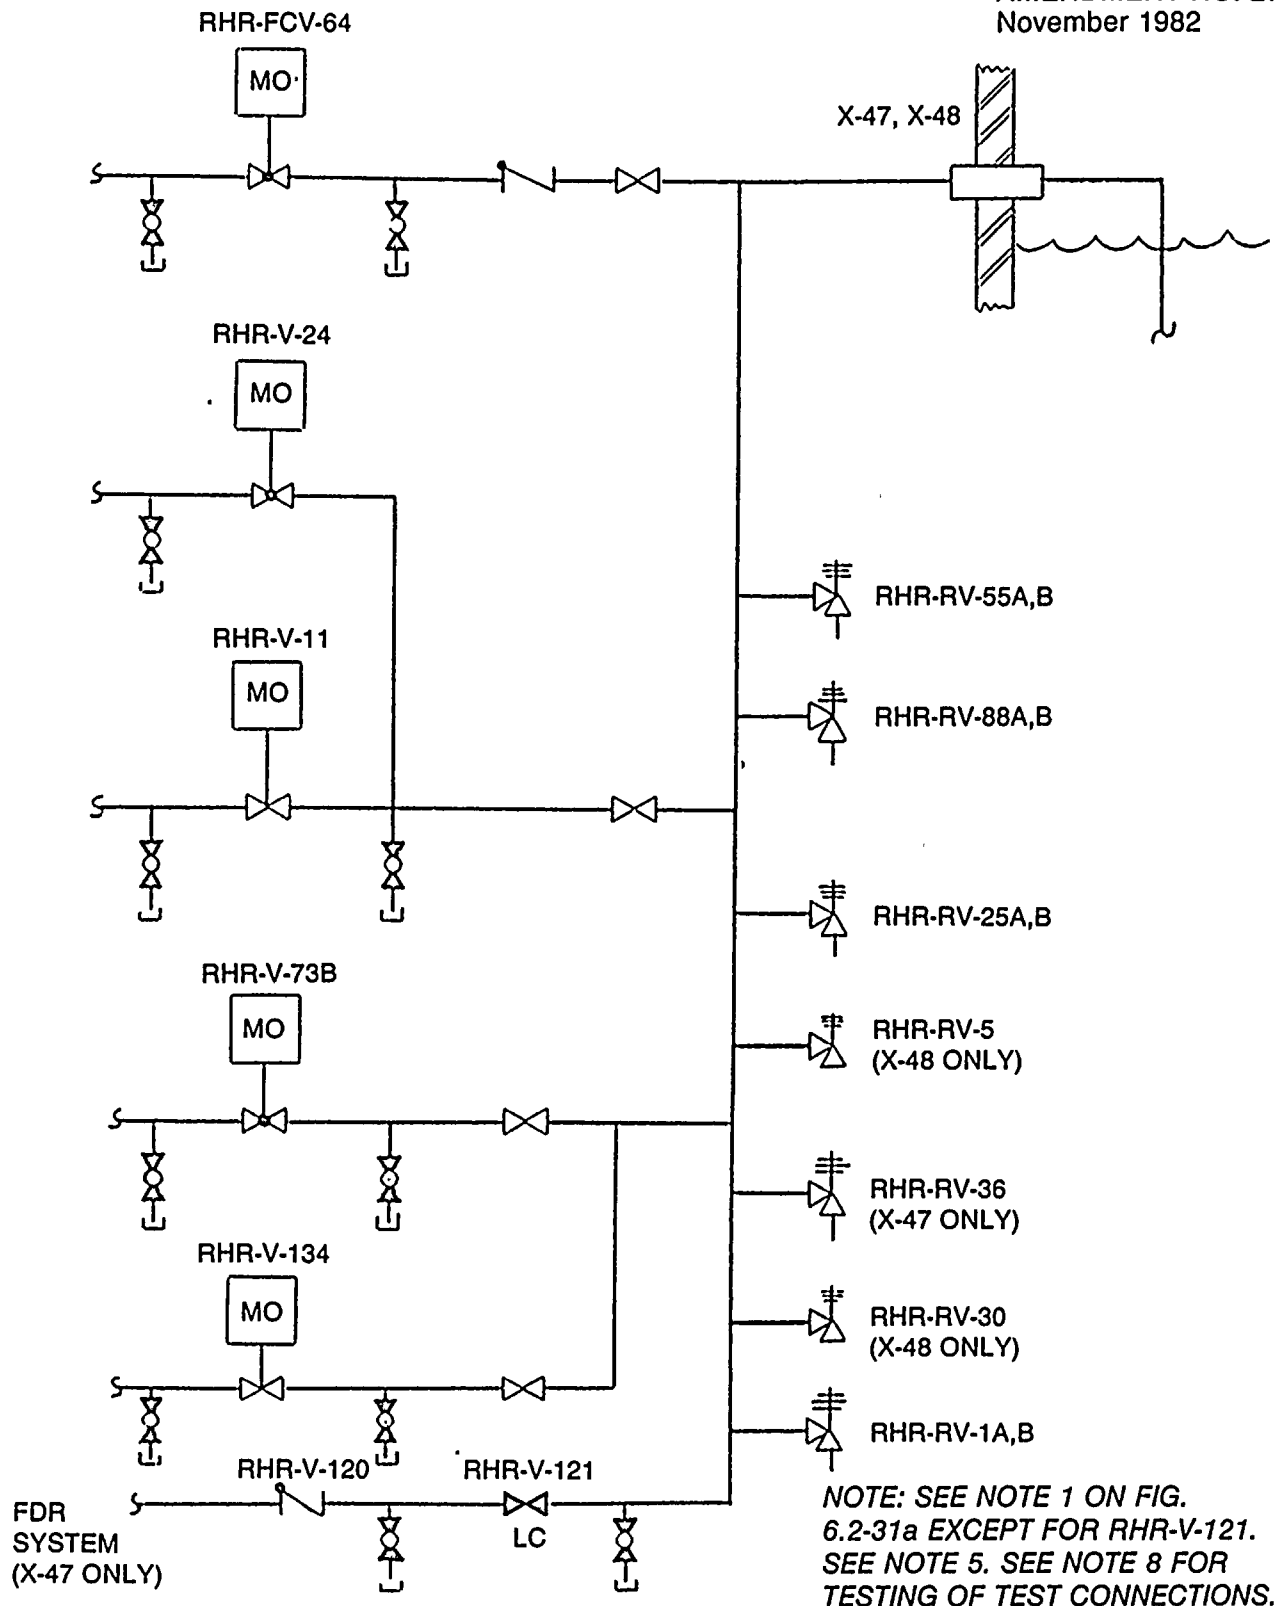 November 1982
RHR-FCV-64
MO
X-47, X-48
RHR-V-24
MO
RHR-RV-55A,B
RHR-V-11
MO
RHR-RV-88A,B
RHR-RV-25A,B
RHR-V-73B
MO
RHR-RV-5
(X-48 ONLY)
RHR-RV-36
(X-47 ONLY)
RHR-V-134
MO
RHR-RV-30
(X-48 ONLY)
RHR-RV-1A,B
RHR-V-120
RHR-V-121
LC
FDR
SYSTEM
(X-47 ONLY)
NOTE: SEE NOTE 1 ON FIG.
6.2-31a EXCEPT FOR RHR-V-121.
SEE NOTE 5. SEE NOTE 8 FOR
TESTING OF TEST CONNECTIONS.